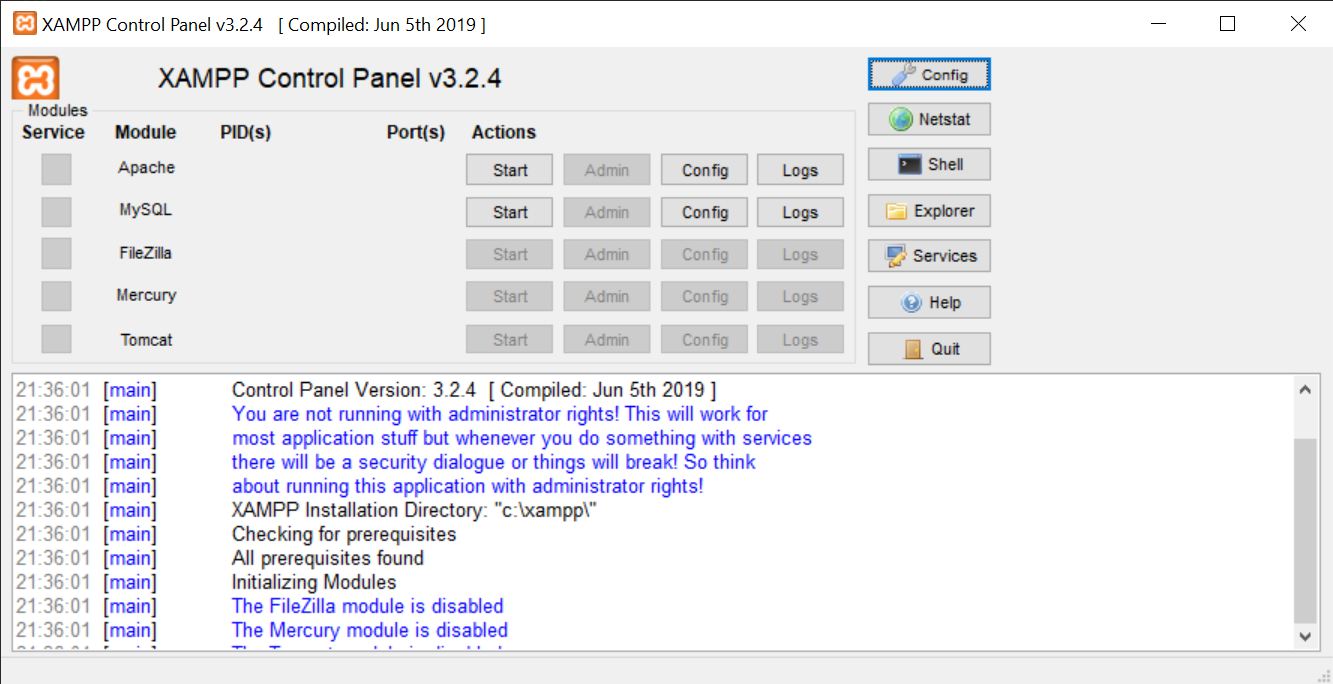 XAMPP Control Panel v3.2.4 [ Compiled: Jun 5th 2019 ]
XAMPP Control Panel v3.2.4
Config
Netstat
Shell
Explorer
Services
Help
Quit
Modules
Service Module PID(s) Port(s) Actions
Apache Start Admin Config Logs
MySQL Start Admin Config Logs
FileZilla Start Admin Config Logs
Mercury Start Admin Config Logs
Tomcat Start Admin Config Logs
21:36:01 [main] Control Panel Version: 3.2.4 [ Compiled: Jun 5th 2019 ]
21:36:01 [main] You are not running with administrator rights! This will work for
21:36:01 [main] most application stuff but whenever you do something with services
21:36:01 [main] there will be a security dialogue or things will break! So think
21:36:01 [main] about running this application with administrator rights!
21:36:01 [main] XAMPP Installation Directory: "c:\xampp\"
21:36:01 [main] Checking for prerequisites
21:36:01 [main] All prerequisites found
21:36:01 [main] Initializing Modules
21:36:01 [main] The FileZilla module is disabled
21:36:01 [main] The Mercury module is disabled